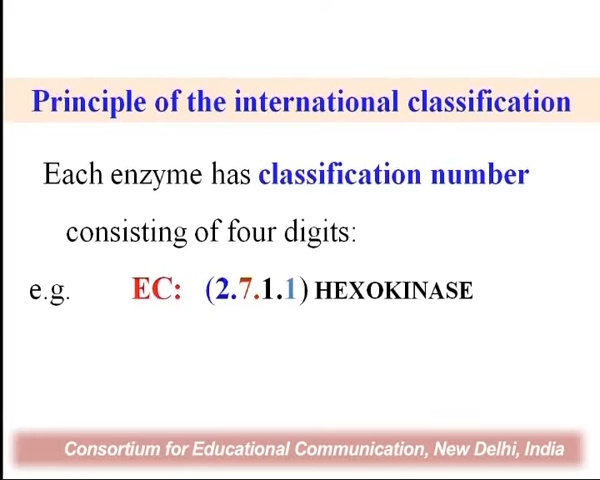 Principle of the international classification
Each enzyme has classification number
consisting of four digits:
e.g. EC: (2.7.1.1) HEXOKINASE
Consortium for Educational Communication, New Delhi, India